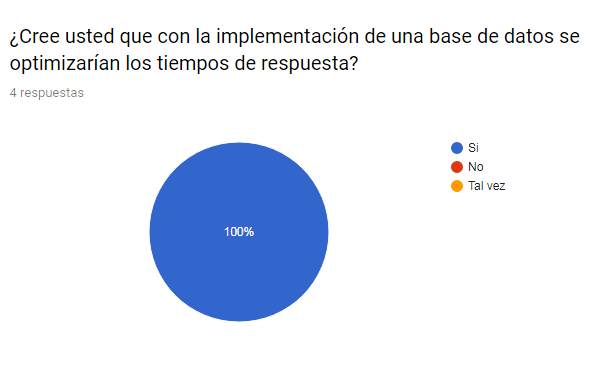 ¿Cree usted que con la implementación de una base de datos se
optimizarían los tiempos de respuesta?
4 respuestas
Si
No
Tal vez
100%